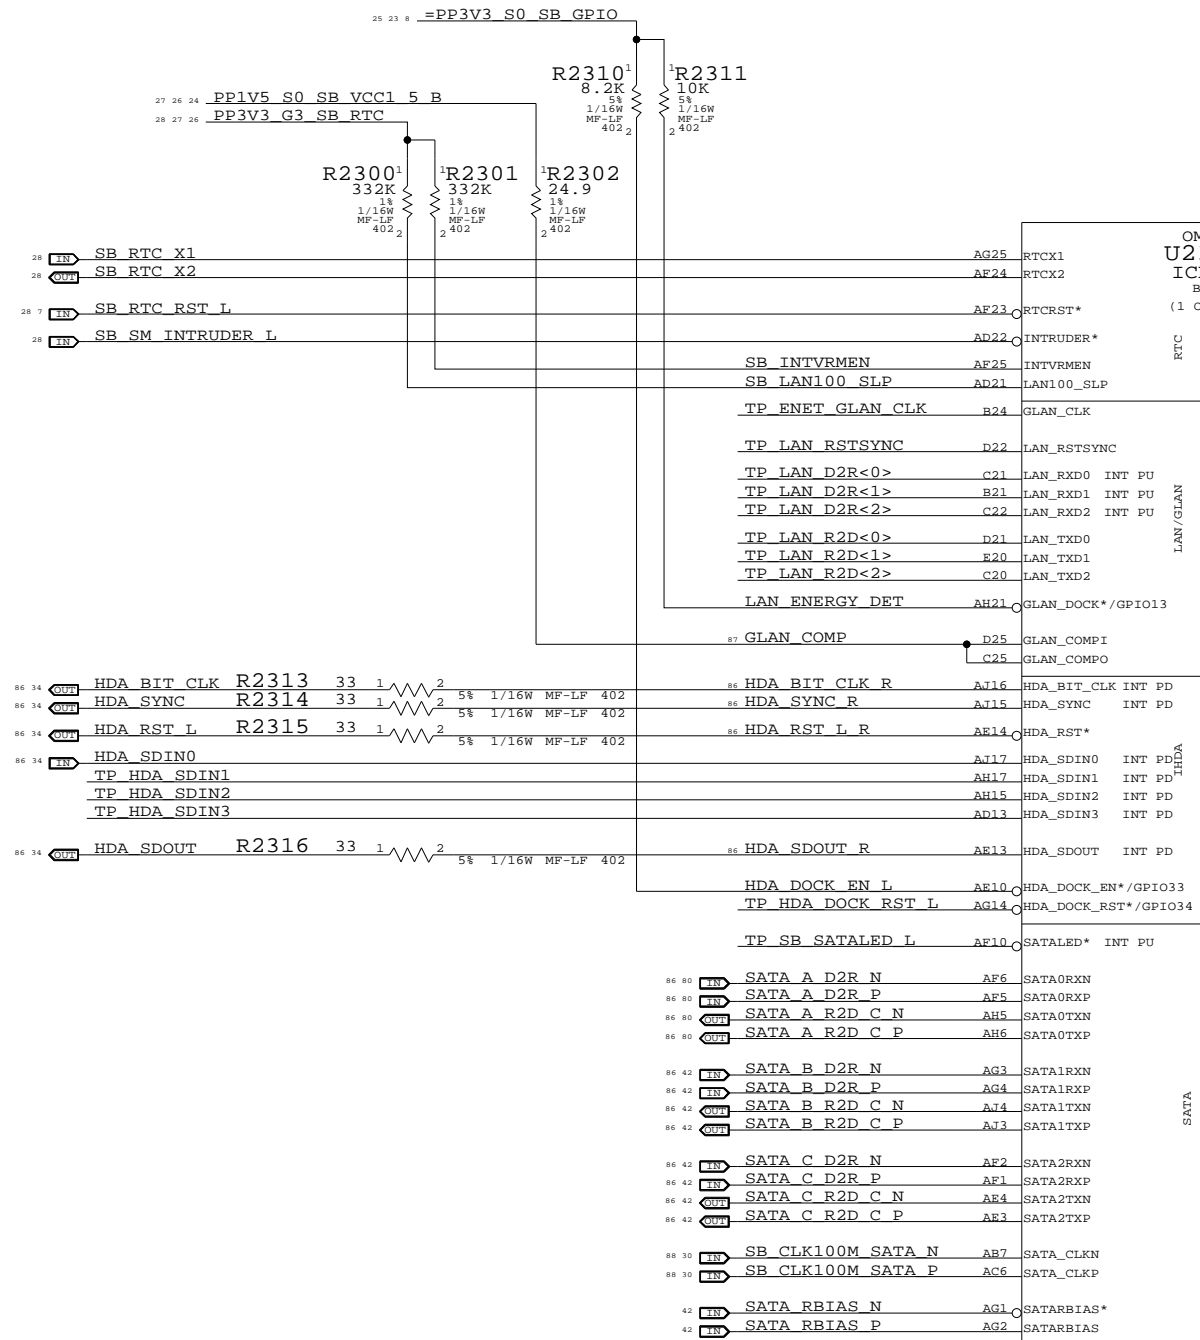 25 23 8 =PP3V3_S0_SB_GPIO
R2310 1
8.2K
5%
1/16W
MF-LF
402 2
1 R2311
10K
5%
1/16W
MF-LF
2 402
27 26 24 PP1V5_S0_SB_VCC1_5_B
28 27 26 PP3V3_G3_SB_RTC
R2300 1
332K
1%
1/16W
MF-LF
402 2
1 R2301
332K
1%
1/16W
MF-LF
2 402
1 R2302
24.9
1%
1/16W
MF-LF
2 402
(1
RTC
28 IN SB_RTC_X1 AG25 RTCX1
28 OUT SB_RTC_X2 AF24 RTCX2
28 7 IN SB_RTC_RST_L AF23 RTCRST*
28 IN SB_SM_INTRUDER_L AD22 INTRUDER*
SB_INTVRMEN AF25 INTVRMEN
SB_LAN100_SLP AD21 LAN100_SLP
TP_ENET_GLAN_CLK B24 GLAN_CLK
TP_LAN_RSTSYNC D22 LAN_RSTSYNC
TP_LAN_D2R<0> C21 LAN_RXD0 INT PU
TP_LAN_D2R<1> B21 LAN_RXD1 INT PU
TP_LAN_D2R<2> C22 LAN_RXD2 INT PU
LAN/GLAN
TP_LAN_R2D<0> D21 LAN_TXD0
TP_LAN_R2D<1> E20 LAN_TXD1
TP_LAN_R2D<2> C20 LAN_TXD2
LAN_ENERGY_DET AH21 GLAN_DOCK*/GPIO13
87 GLAN_COMP D25 GLAN_COMPI
C25 GLAN_COMPO
86 34 OUT HDA_BIT_CLK R2313 33 1 2 5% 1/16W MF-LF 402 86 HDA_BIT_CLK_R AJ16 HDA_BIT_CLK INT PD
86 34 OUT HDA_SYNC R2314 33 1 2 5% 1/16W MF-LF 402 86 HDA_SYNC_R AJ15 HDA_SYNC INT PD
86 34 OUT HDA_RST_L R2315 33 1 2 5% 1/16W MF-LF 402 86 HDA_RST_L_R AE14 HDA_RST*
86 34 IN HDA_SDIN0 AJ17 HDA_SDIN0 INT PD
TP_HDA_SDIN1 AH17 HDA_SDIN1 INT PD
IHDA
TP_HDA_SDIN2 AH15 HDA_SDIN2 INT PD
TP_HDA_SDIN3 AD13 HDA_SDIN3 INT PD
86 34 OUT HDA_SDOUT R2316 33 1 2 5% 1/16W MF-LF 402 86 HDA_SDOUT_R AE13 HDA_SDOUT INT PD
HDA_DOCK_EN_L AE10 HDA_DOCK_EN*/GPIO33
TP_HDA_DOCK_RST_L AG14 HDA_DOCK_RST*/GPIO34
TP_SB_SATALED_L AF10 SATALED* INT PU
86 80 IN SATA_A_D2R_N AF6 SATA0RXN
86 80 IN SATA_A_D2R_P AF5 SATA0RXP
86 80 OUT SATA_A_R2D_C_N AH5 SATA0TXN
86 80 OUT SATA_A_R2D_C_P AH6 SATA0TXP
86 42 IN SATA_B_D2R_N AG3 SATA1RXN
86 42 IN SATA_B_D2R_P AG4 SATA1RXP
86 42 OUT SATA_B_R2D_C_N AJ4 SATA1TXN
86 42 OUT SATA_B_R2D_C_P AJ3 SATA1TXP
SATA
86 42 IN SATA_C_D2R_N AF2 SATA2RXN
86 42 IN SATA_C_D2R_P AF1 SATA2RXP
86 42 OUT SATA_C_R2D_C_N AE4 SATA2TXN
86 42 OUT SATA_C_R2D_C_P AE3 SATA2TXP
88 30 IN SB_CLK100M_SATA_N AB7 SATA_CLKN
88 30 IN SB_CLK100M_SATA_P AC6 SATA_CLKP
42 IN SATA_RBIAS_N AG1 SATARBIAS*
42 IN SATA_RBIAS_P AG2 SATARBIAS